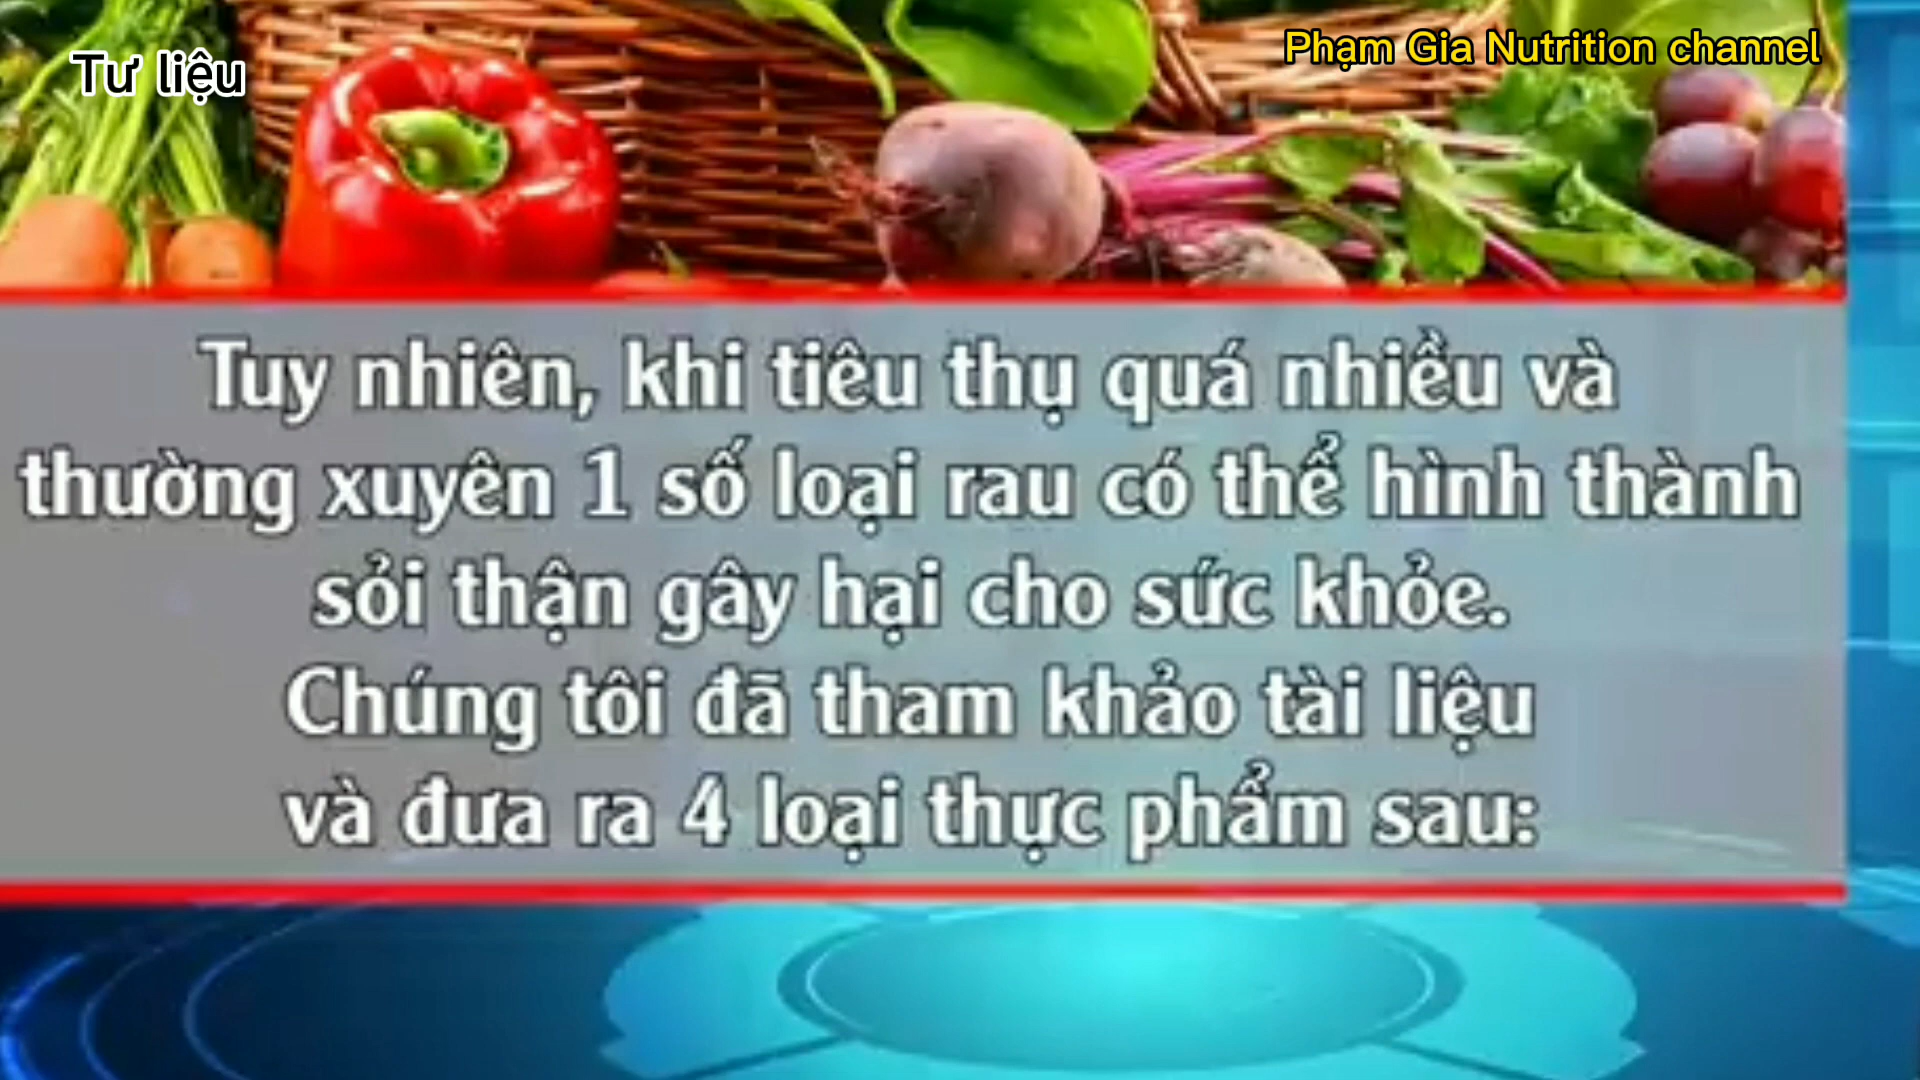 Tư liệu
Phạm Gia Nutrition channel
Tuy nhiên, khi tiêu thụ quá nhiều và
thường xuyên 1 số loại rau có thể hình thành
sỏi thận gây hại cho sức khỏe.
Chúng tôi đã tham khảo tài liệu
và đưa ra 4 loại thực phẩm sau: